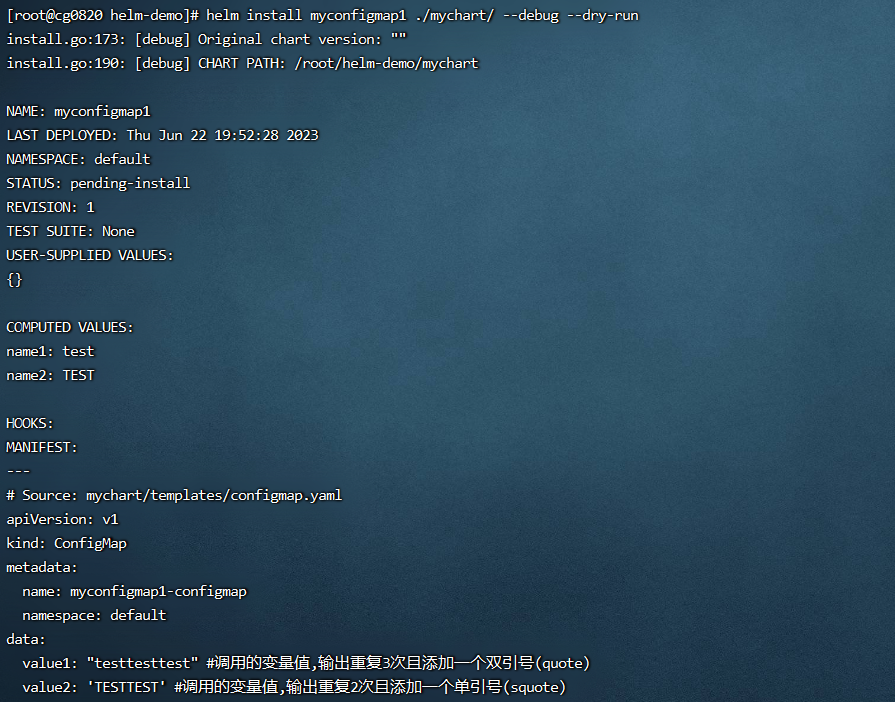 [root@cg0820 helm-demo]# helm install myconfigmap1 ./mychart/ --debug --dry-run
install.go:173: [debug] Original chart version: ""
install.go:190: [debug] CHART PATH: /root/helm-demo/mychart
NAME: myconfigmap1
LAST DEPLOYED: Thu Jun 22 19:52:28 2023
NAMESPACE: default
STATUS: pending-install
REVISION: 1
TEST SUITE: None
USER-SUPPLIED VALUES:
{}
COMPUTED VALUES:
name1: test
name2: TEST
HOOKS:
MANIFEST:
---
# Source: mychart/templates/configmap.yaml
apiVersion: v1
kind: ConfigMap
metadata:
  name: myconfigmap1-configmap
  namespace: default
data:
  value1: "testtesttest" #调用的变量值,输出重复3次且添加一个双引号(quote)
  value2: 'TESTTEST' #调用的变量值,输出重复2次且添加一个单引号(squote)